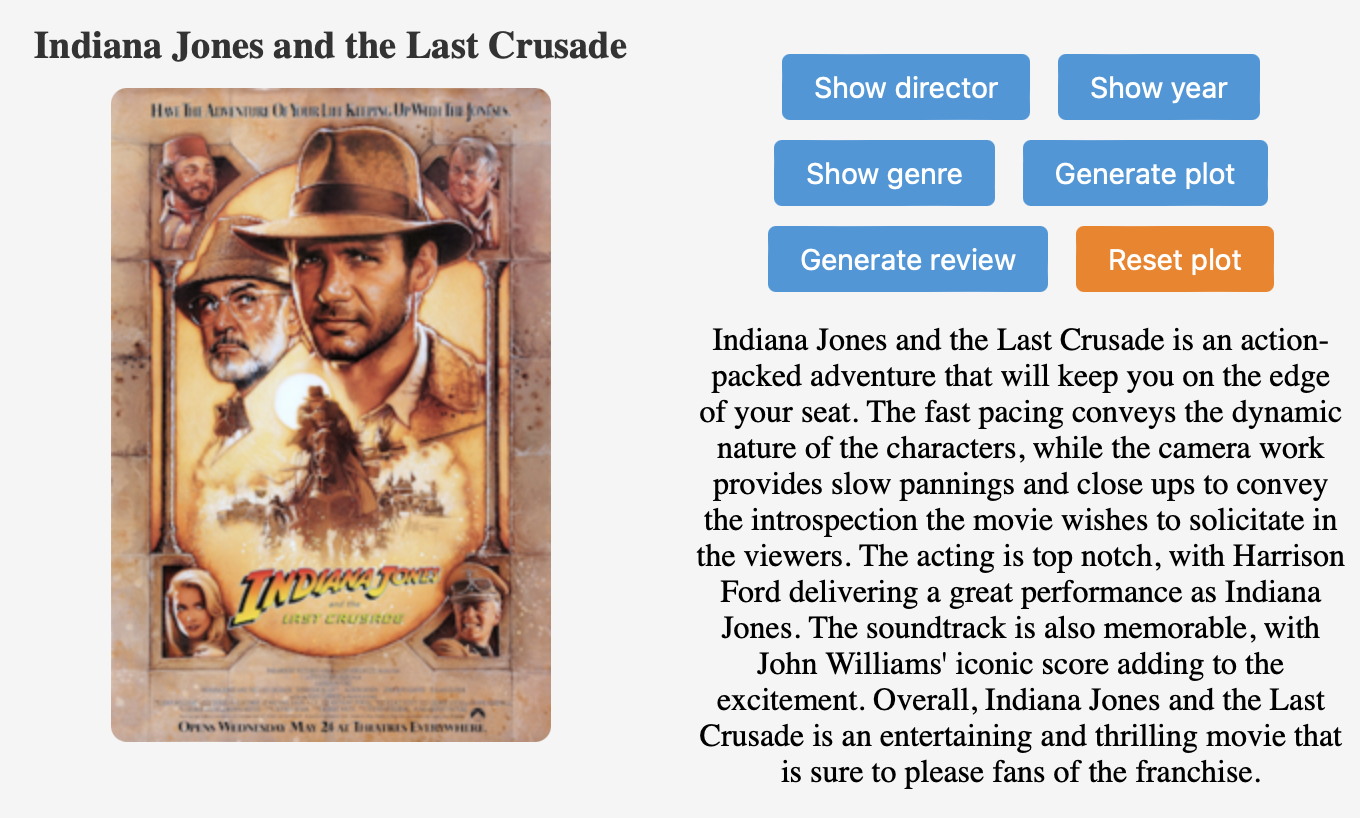 Indiana Jones and the Last Crusade
HAVE THE ADVENTURE OF YOUR LIFE KEEPING UP WITH THE JONESES.
INDIANA JONES
and the
LAST CRUSADE
OPENS WEDNESDAY MAY 24 AT THEATRES EVERYWHERE.
Show director
Show year
Show genre
Generate plot
Generate review
Reset plot
Indiana Jones and the Last Crusade is an action-
packed adventure that will keep you on the edge
of your seat. The fast pacing conveys the dynamic
nature of the characters, while the camera work
provides slow pannings and close ups to convey
the introspection the movie wishes to solicitate in
the viewers. The acting is top notch, with Harrison
Ford delivering a great performance as Indiana
Jones. The soundtrack is also memorable, with
John Williams' iconic score adding to the
excitement. Overall, Indiana Jones and the Last
Crusade is an entertaining and thrilling movie that
is sure to please fans of the franchise.